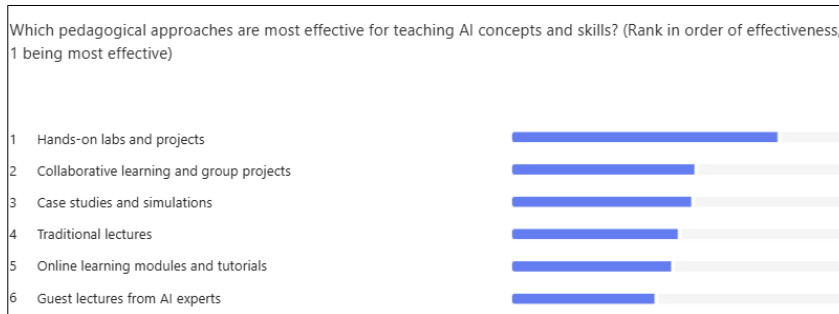 Which pedagogical approaches are most effective for teaching AI concepts and skills? (Rank in order of effectiveness,
1 being most effective)
1 Hands-on labs and projects
2 Collaborative learning and group projects
3 Case studies and simulations
4 Traditional lectures
5 Online learning modules and tutorials
6 Guest lectures from AI experts